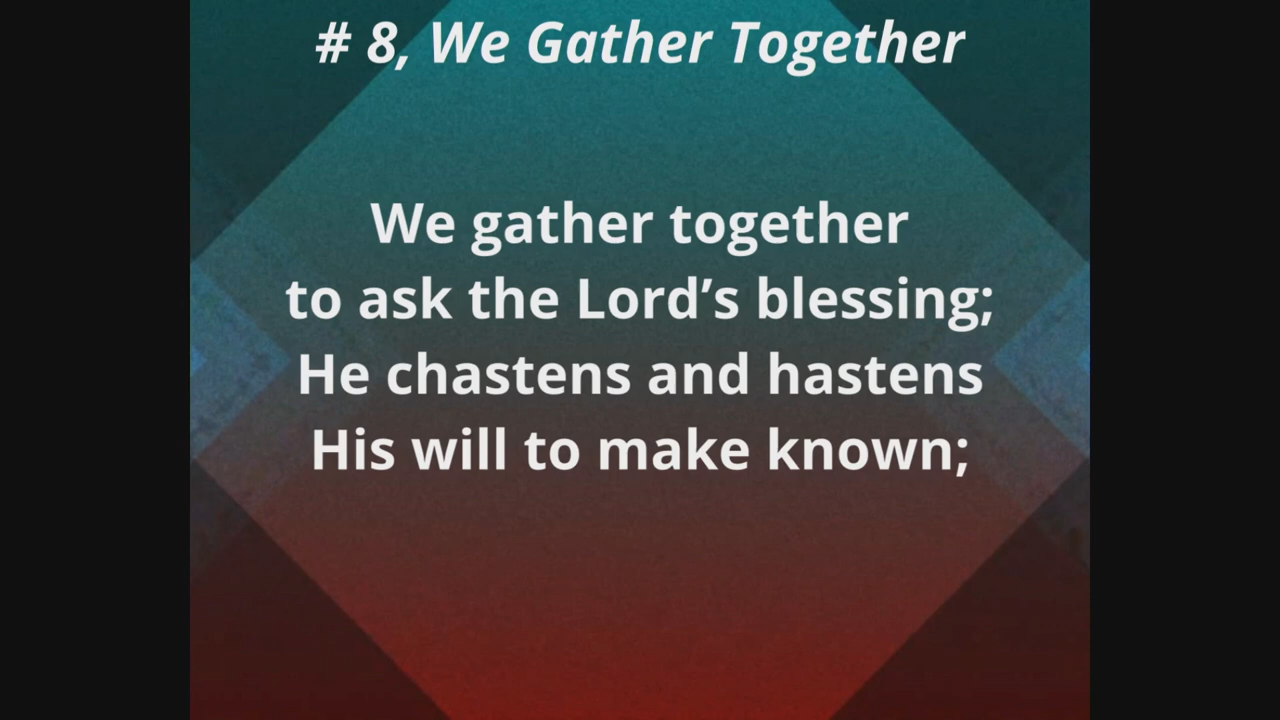 # 8, We Gather Together
We gather together
to ask the Lord’s blessing;
He chastens and hastens
His will to make known;